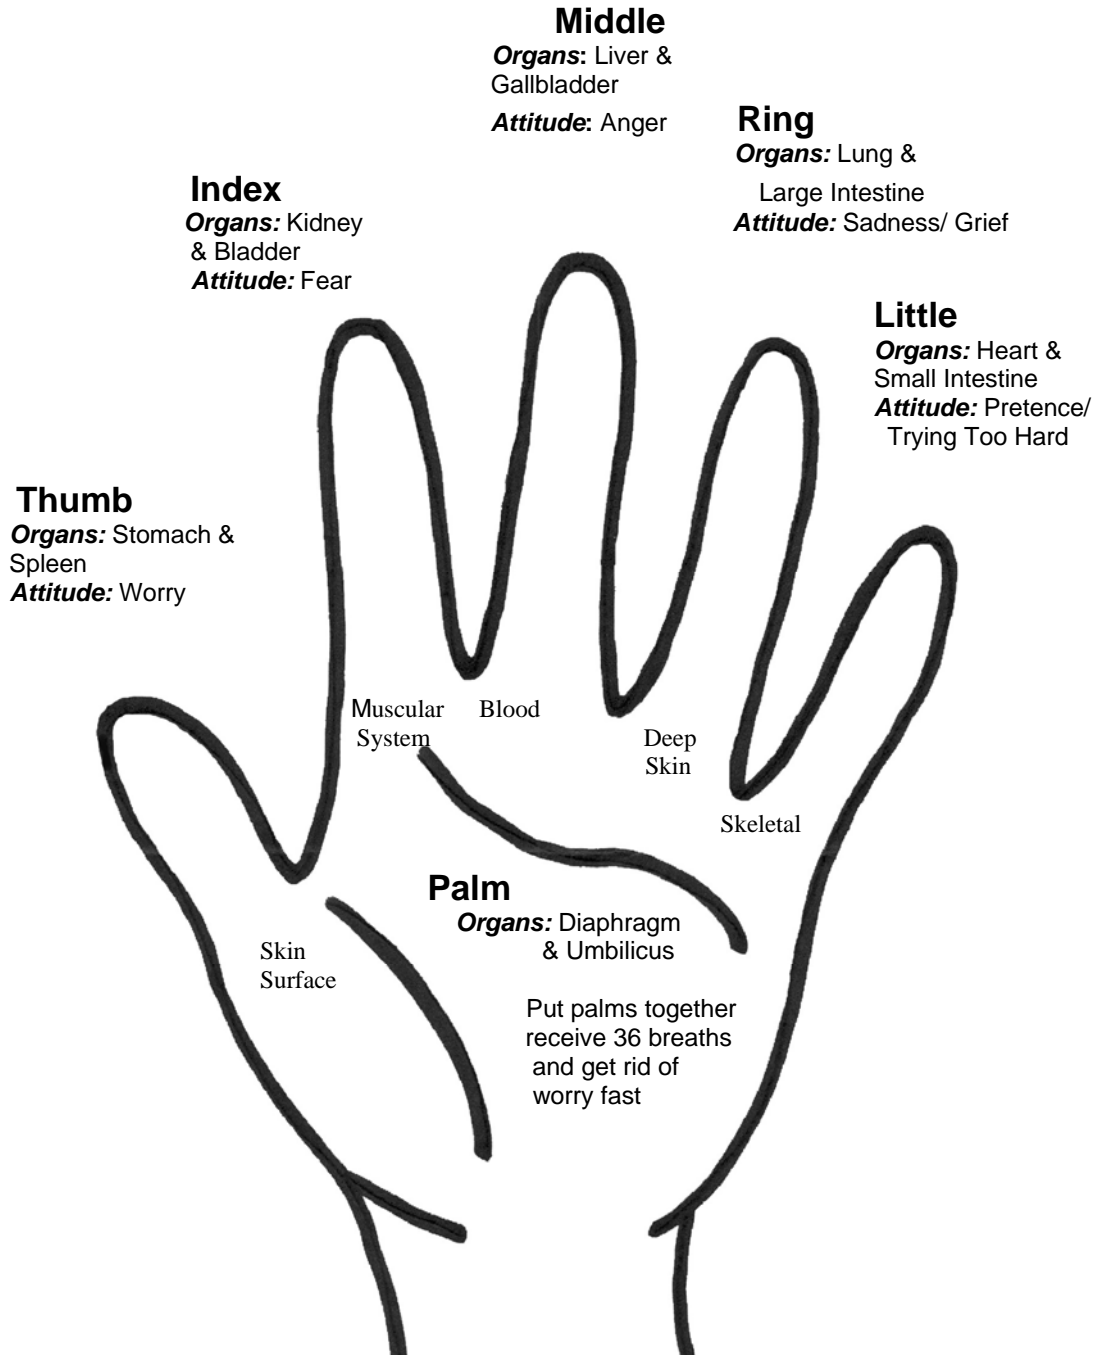 Middle
Organs: Liver &
Gallbladder
Attitude: Anger
Ring
Organs: Lung &
Large Intestine
Attitude: Sadness/ Grief
Index
Organs: Kidney
& Bladder
Attitude: Fear
Little
Organs: Heart &
Small Intestine
Attitude: Pretence/
Trying Too Hard
Thumb
Organs: Stomach &
Spleen
Attitude: Worry
Muscular
System
Blood
Deep
Skin
Skeletal
Palm
Organs: Diaphragm
& Umbilicus
Skin
Surface
Put palms together
receive 36 breaths
and get rid of
worry fast